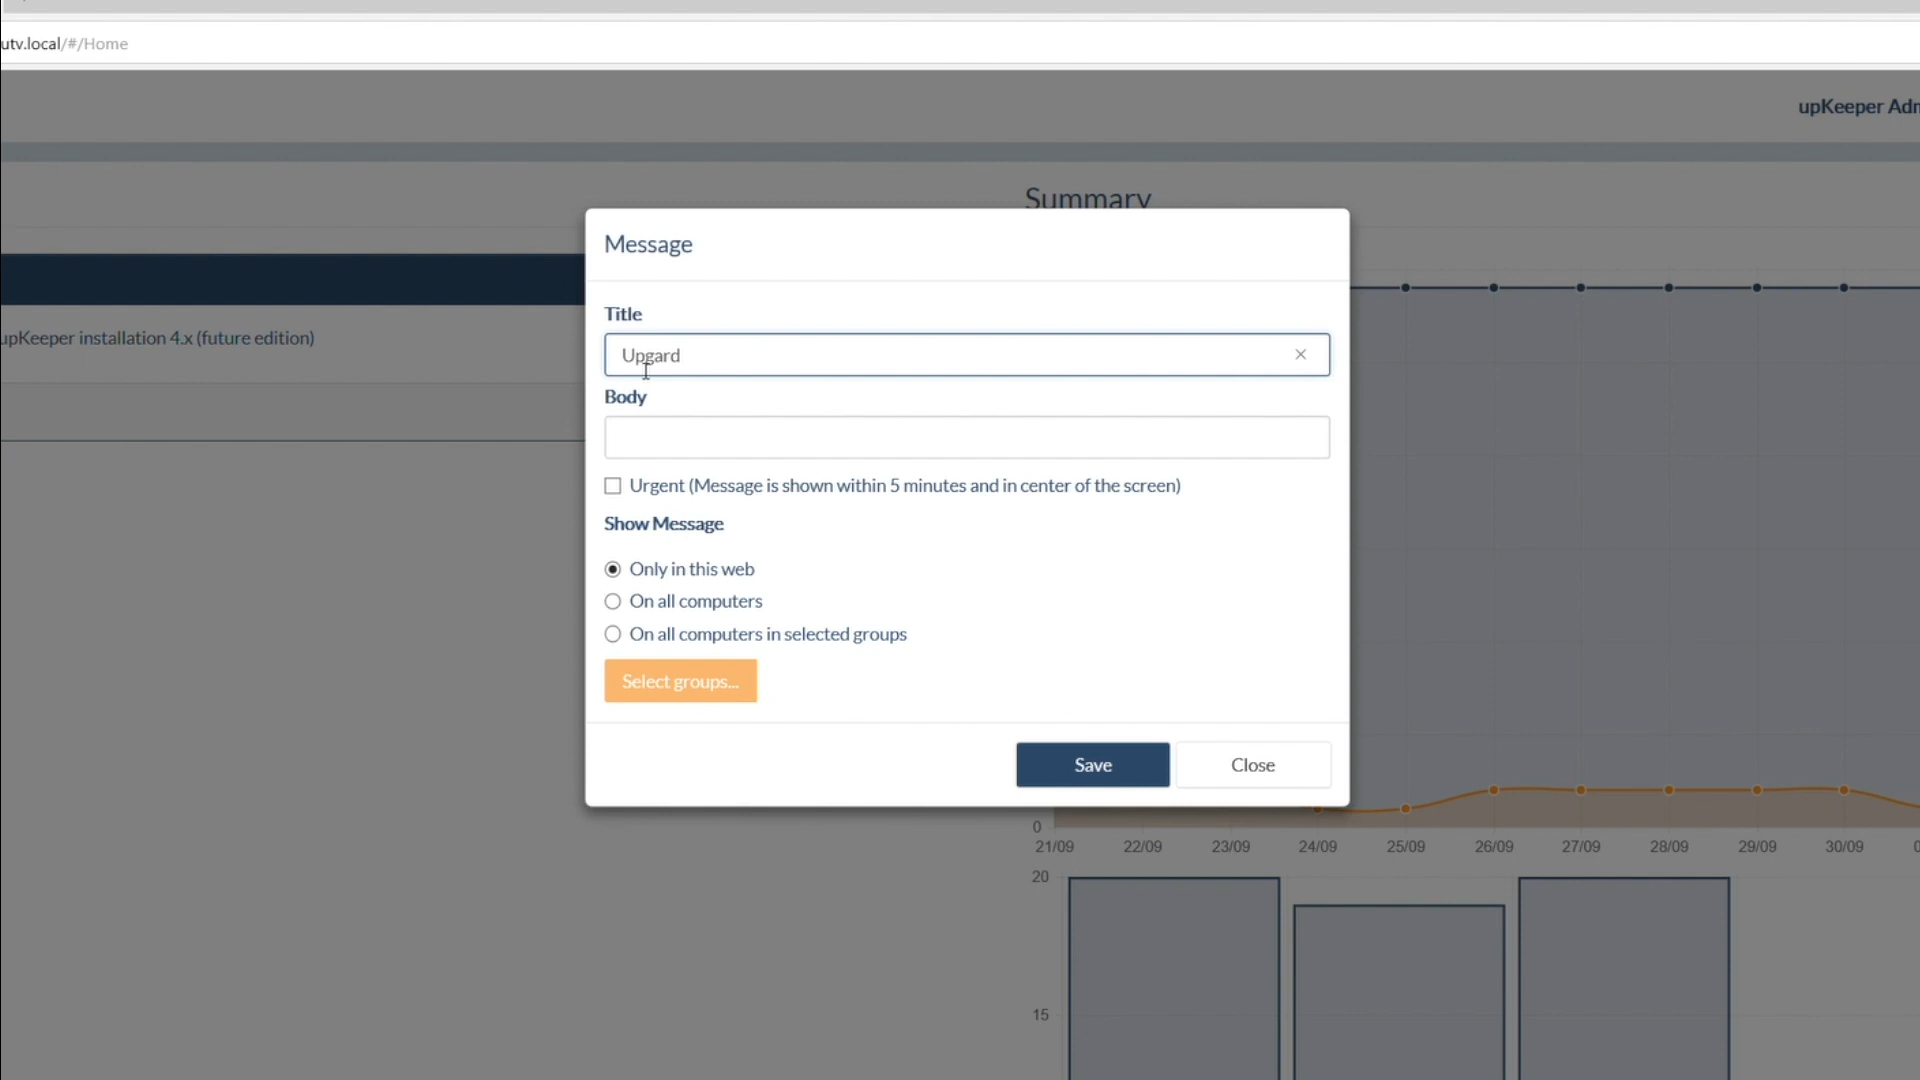 utv.local/#/Home
upKeeper Adm
Summary
Message
Title
Upgard
Body
Urgent (Message is shown within 5 minutes and in center of the screen)
Show Message
Only in this web
On all computers
On all computers in selected groups
Select groups...
Save
Close
upKeeper installation 4.x (future edition)
0
21/09
22/09
23/09
24/09
25/09
26/09
27/09
28/09
29/09
30/09
20
15